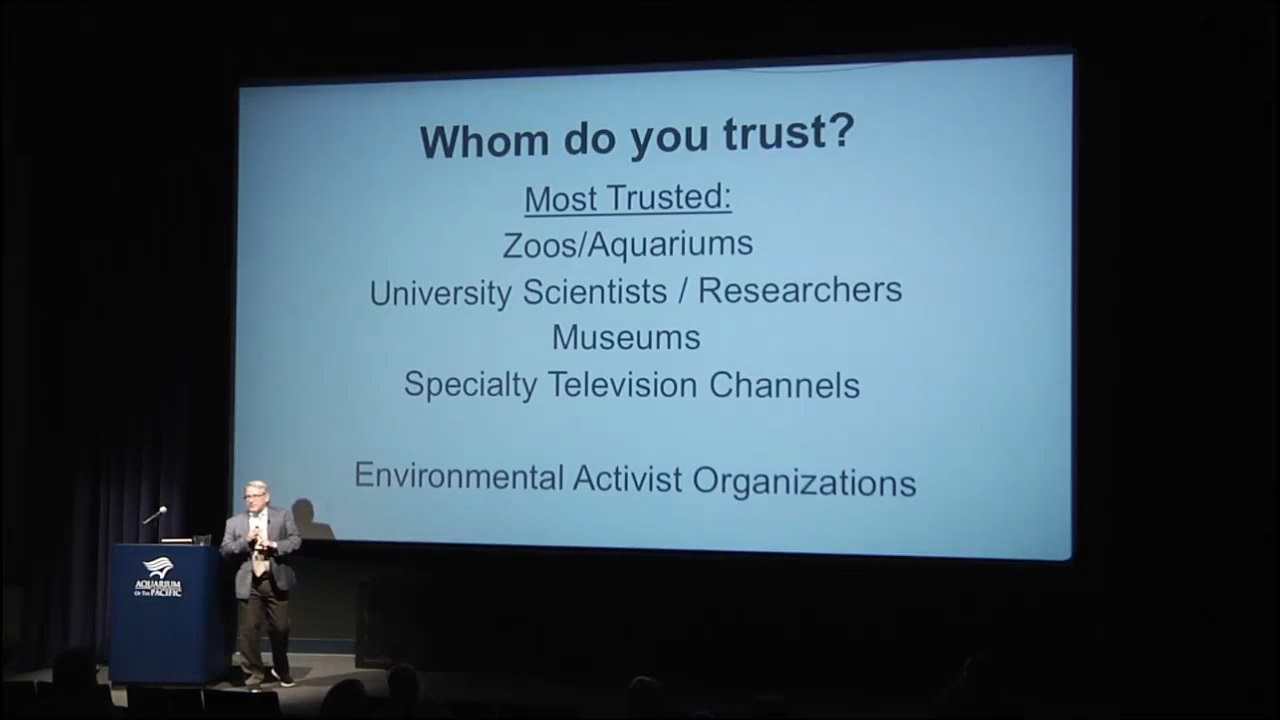 Whom do you trust?
Most Trusted:
Zoos/Aquariums
University Scientists / Researchers
Museums
Specialty Television Channels
Environmental Activist Organizations
AQUARIUM
OF THE PACIFIC